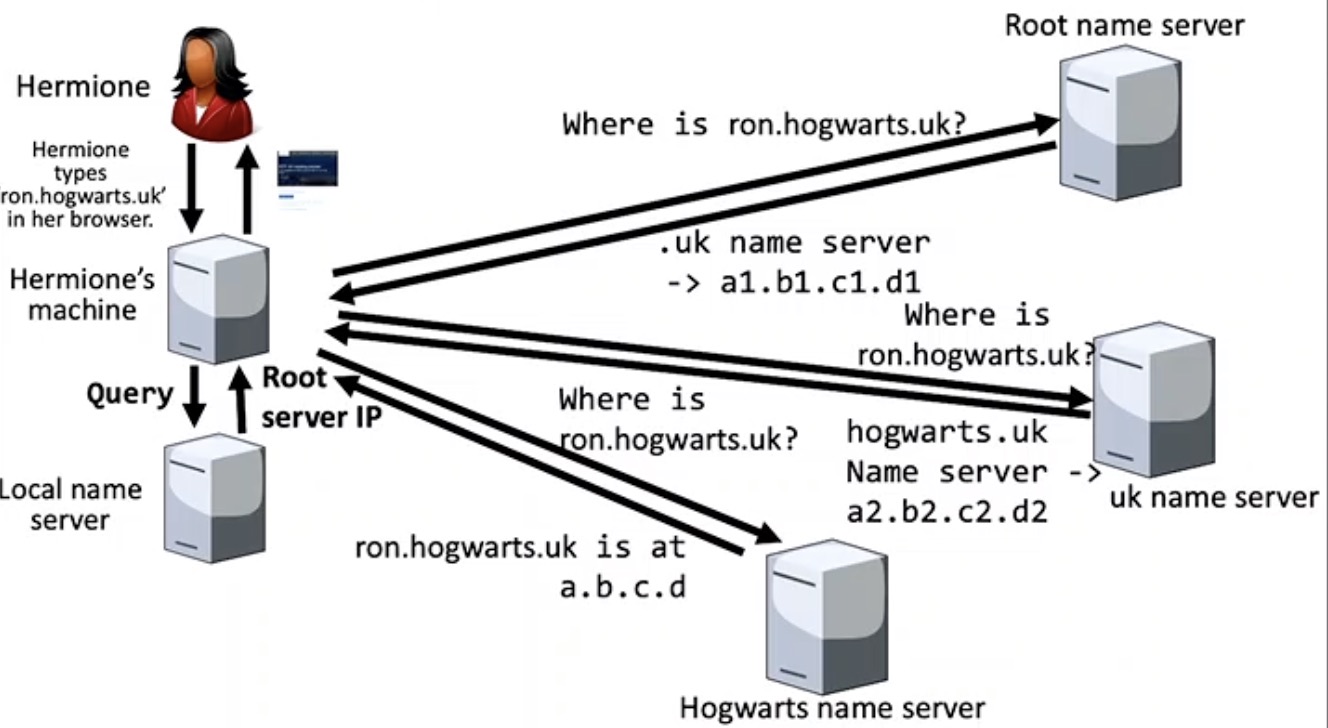 Root name server
Hermione
Where is ron.hogwarts.uk?
Hermione
types
'ron.hogwarts.uk'
in her browser.
.uk name server
-> a1.b1.c1.d1
Hermione's
machine
Where is
ron.hogwarts.uk?
Query
Root
server IP
Where is
ron.hogwarts.uk?
hogwarts.uk
Name server ->
a2.b2.c2.d2
uk name server
Local name
server
ron.hogwarts.uk is at
a.b.c.d
Hogwarts name server